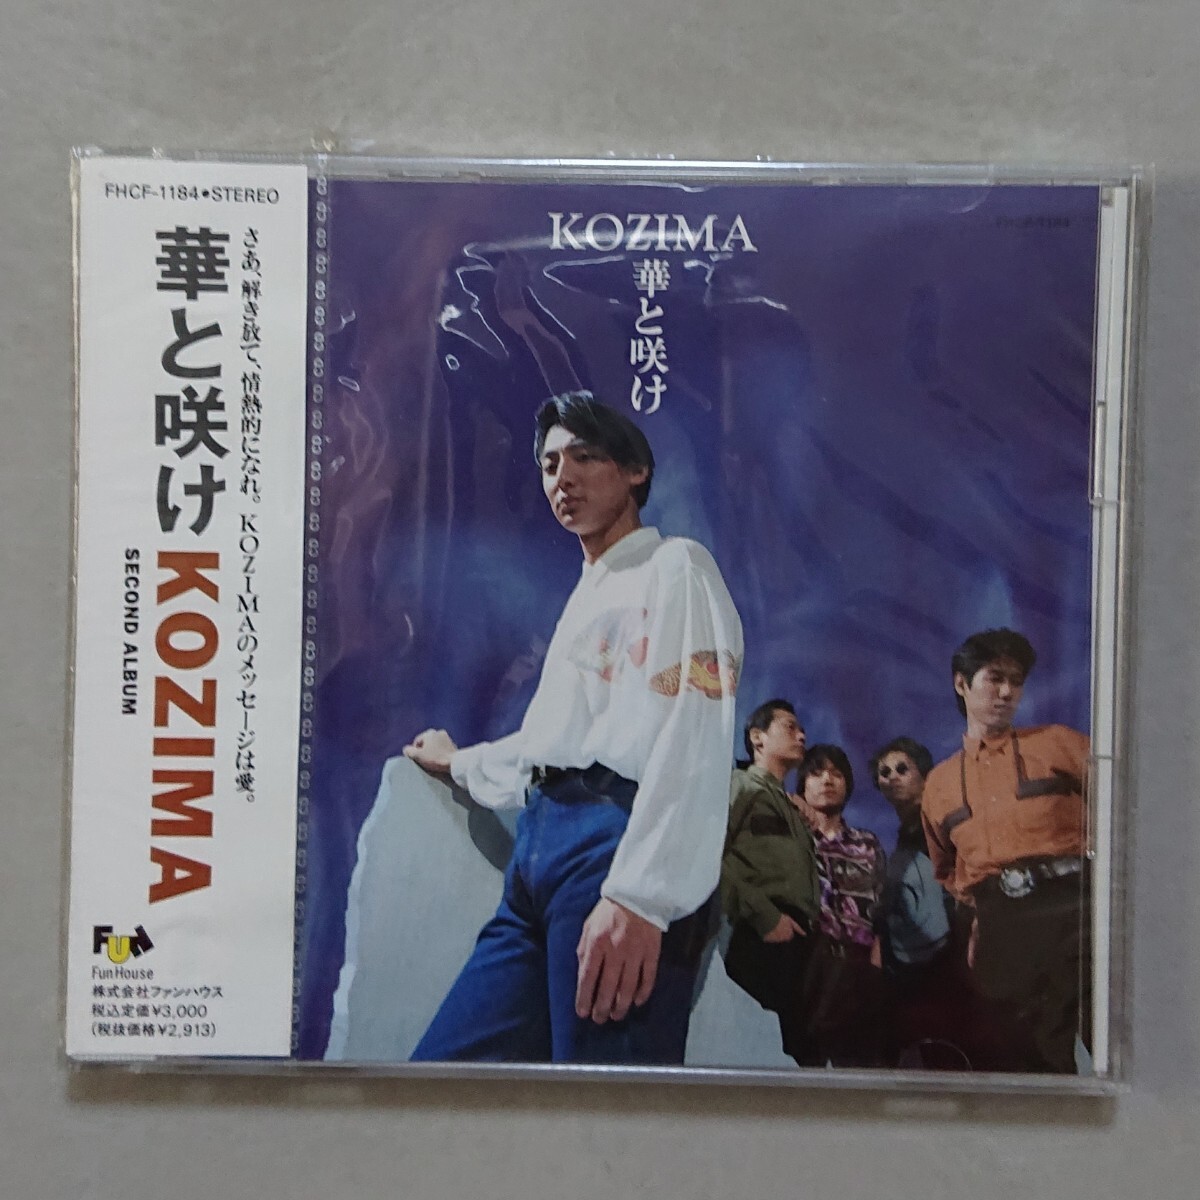 FHCF-1184●STEREO
さあ、解き放て、情熱的になれ。KOZIMAのメッセージは愛。
華と咲け KOZIMA
SECOND ALBUM
FUN
Fun House
株式会社ファンハウス
税込定価¥3,000
(税抜価格¥2,913)
KOZIMA
華と咲け
FHCF-1184